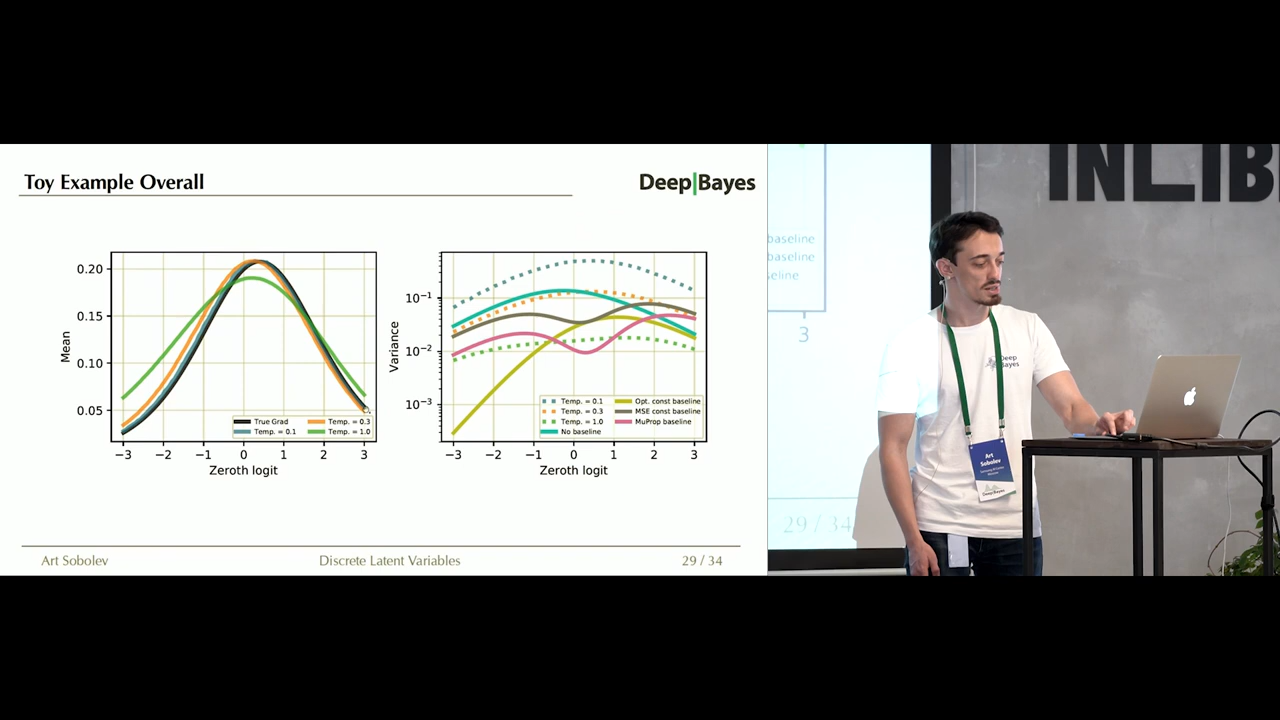 Toy Example Overall
Deep|Bayes
0.20
0.15
0.10
0.05
Mean
−3 −2 −1 0 1 2 3
Zeroth logit
True Grad
Temp. = 0.1
Temp. = 0.3
Temp. = 1.0
10⁻¹
10⁻²
10⁻³
Variance
−3 −2 −1 0 1 2 3
Zeroth logit
Temp. = 0.1
Temp. = 0.3
Temp. = 1.0
No baseline
Opt. const baseline
MSE const baseline
MuProp baseline
Art Sobolev
Discrete Latent Variables
29 / 34
baseline
baseline
seline
3
29 / 34
INLIB
Deep
Bayes
Art
Sobolev
Deep|Bayes